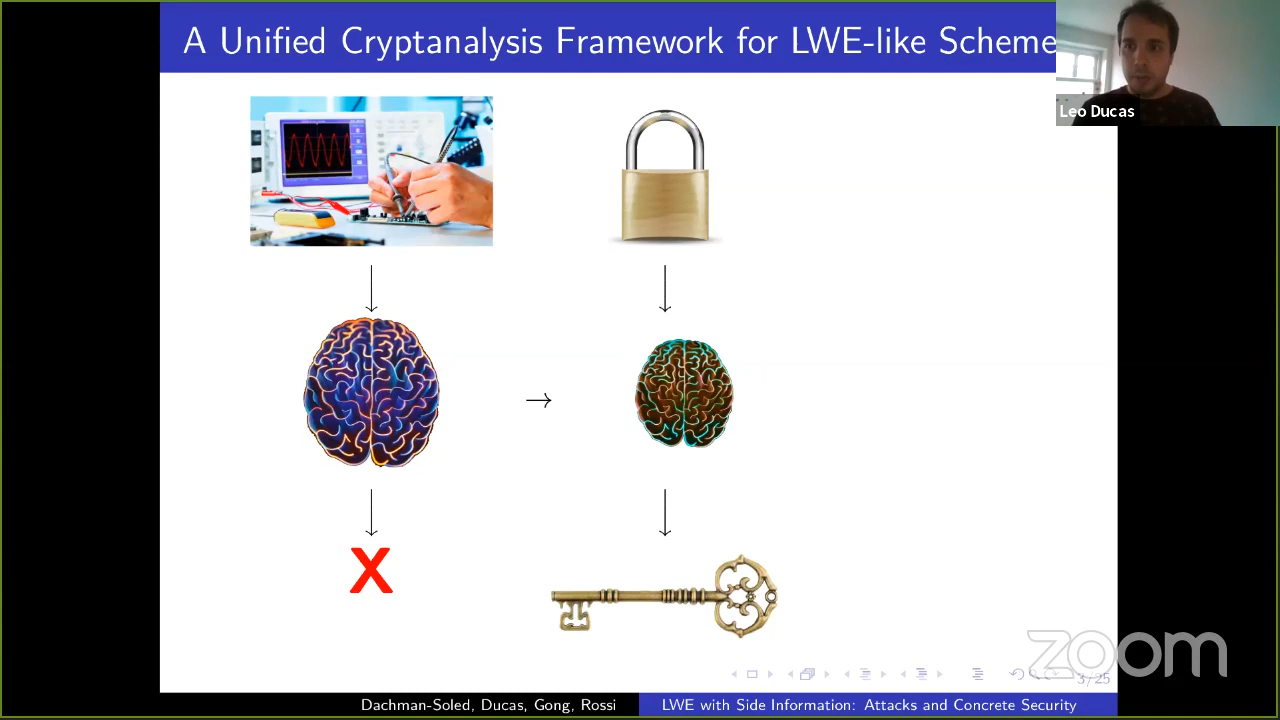 A Unified Cryptanalysis Framework for LWE-like Scheme
Leo Ducas
X
zoom
3/25
Dachman-Soled, Ducas, Gong, Rossi
LWE with Side Information: Attacks and Concrete Security